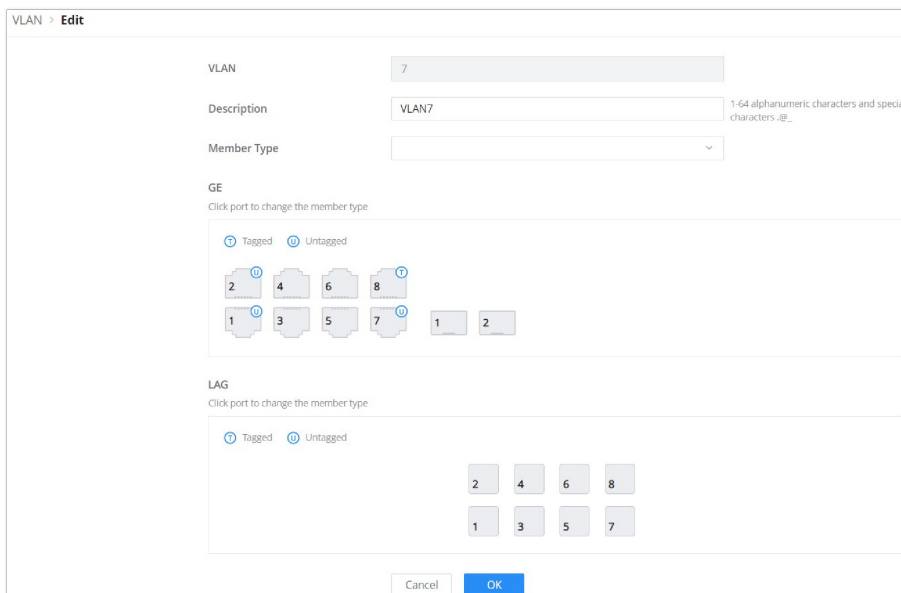 VLAN > Edit
VLAN 7
Description VLAN7 1-64 alphanumeric characters and specia
characters .@_
Member Type
GE
Click port to change the member type
T Tagged U Untagged
U T
2 4 6 8
U U
1 3 5 7 1 2
LAG
Click port to change the member type
T Tagged U Untagged
2 4 6 8
1 3 5 7
Cancel OK